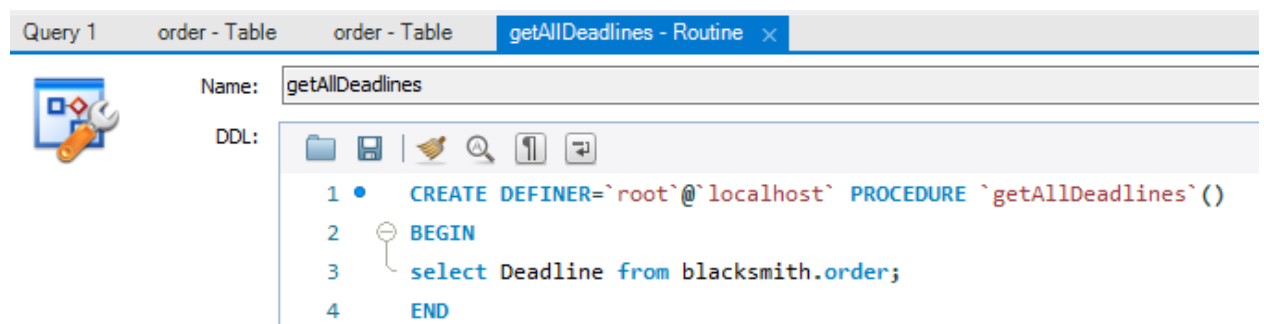 Query 1 order - Table order - Table getAllDeadlines - Routine ×
Name: getAllDeadlines
DDL:
1 CREATE DEFINER=`root`@`localhost` PROCEDURE `getAllDeadlines`()
2 BEGIN
3 select Deadline from blacksmith.order;
4 END